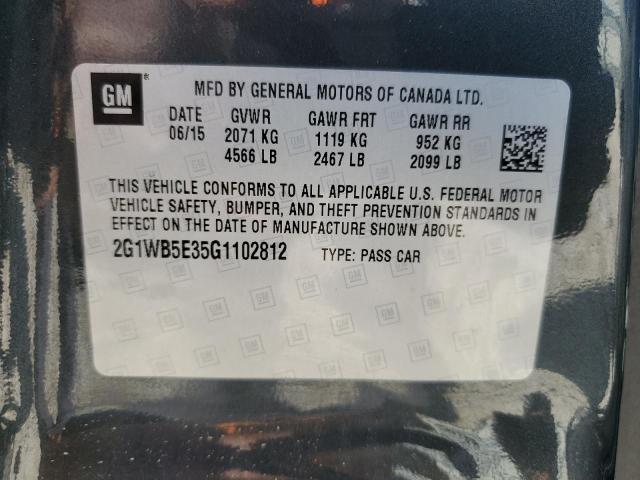 GM
MFD BY GENERAL MOTORS OF CANADA LTD.
DATE GVWR GAWR FRT GAWR RR
06/15 2071 KG 1119 KG 952 KG
4566 LB 2467 LB 2099 LB
THIS VEHICLE CONFORMS TO ALL APPLICABLE U.S. FEDERAL MOTOR
VEHICLE SAFETY, BUMPER, AND THEFT PREVENTION STANDARDS IN
EFFECT ON THE DATE OF MANUFACTURE SHOWN ABOVE.
2G1WB5E35G1102812 TYPE: PASS CAR